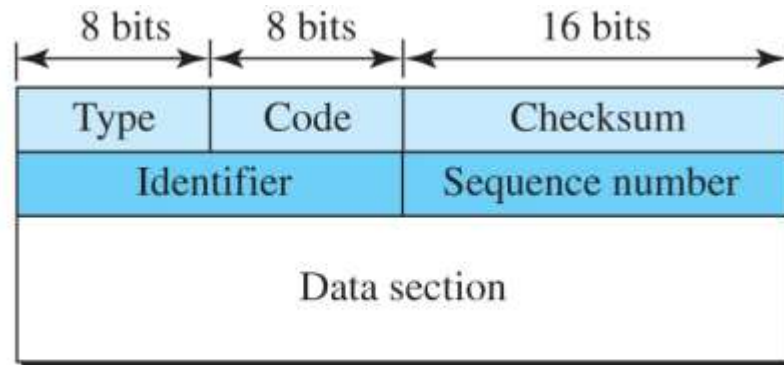 8 bits 8 bits 16 bits
Type Code Checksum
Identifier Sequence number
Data section